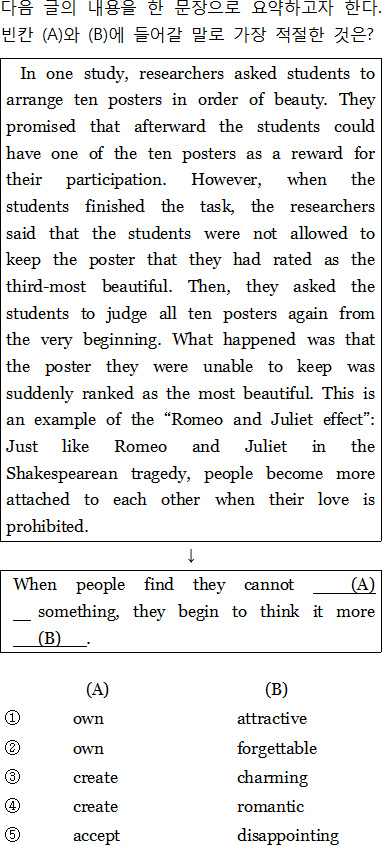 다음 글의 내용을 한 문장으로 요약하고자 한다.
빈칸 (A)와 (B)에 들어갈 말로 가장 적절한 것은?
In one study, researchers asked students to
arrange ten posters in order of beauty. They
promised that afterward the students could
have one of the ten posters as a reward for
their participation. However, when the
students finished the task, the researchers
said that the students were not allowed to
keep the poster that they had rated as the
third-most beautiful. Then, they asked the
students to judge all ten posters again from
the very beginning. What happened was that
the poster they were unable to keep was
suddenly ranked as the most beautiful. This is
an example of the “Romeo and Juliet effect”:
Just like Romeo and Juliet in the
Shakespearean tragedy, people become more
attached to each other when their love is
prohibited.
↓
When people find they cannot ____(A)
__ something, they begin to think it more
___(B)___.
(A) (B)
① own attractive
② own forgettable
③ create charming
④ create romantic
⑤ accept disappointing